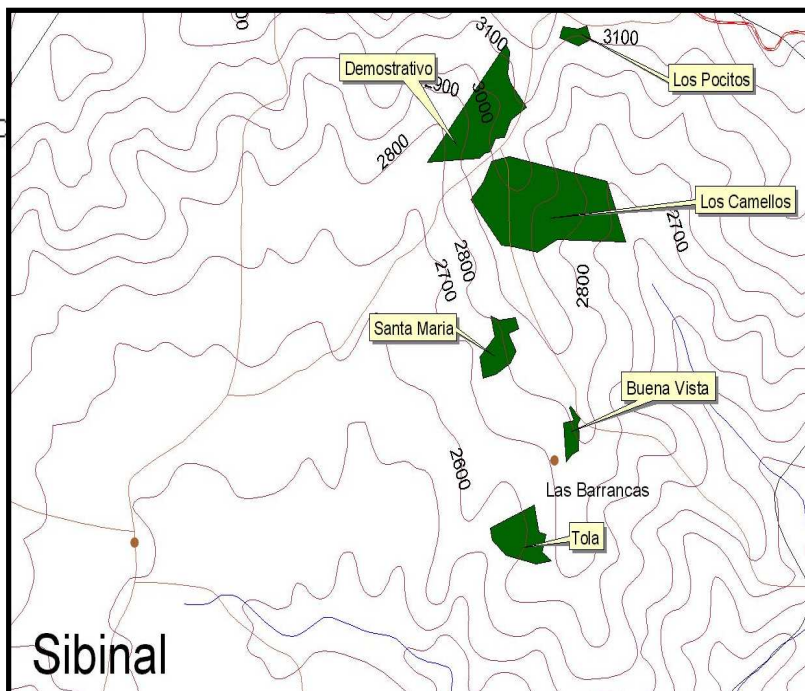 00
3100
3100
Los Pocitos
Demostrativo
2900
3000
2800
Los Camellos
2700
2800
2700
2800
Santa Maria
Buena Vista
2600
Las Barrancas
Tola
Sibinal